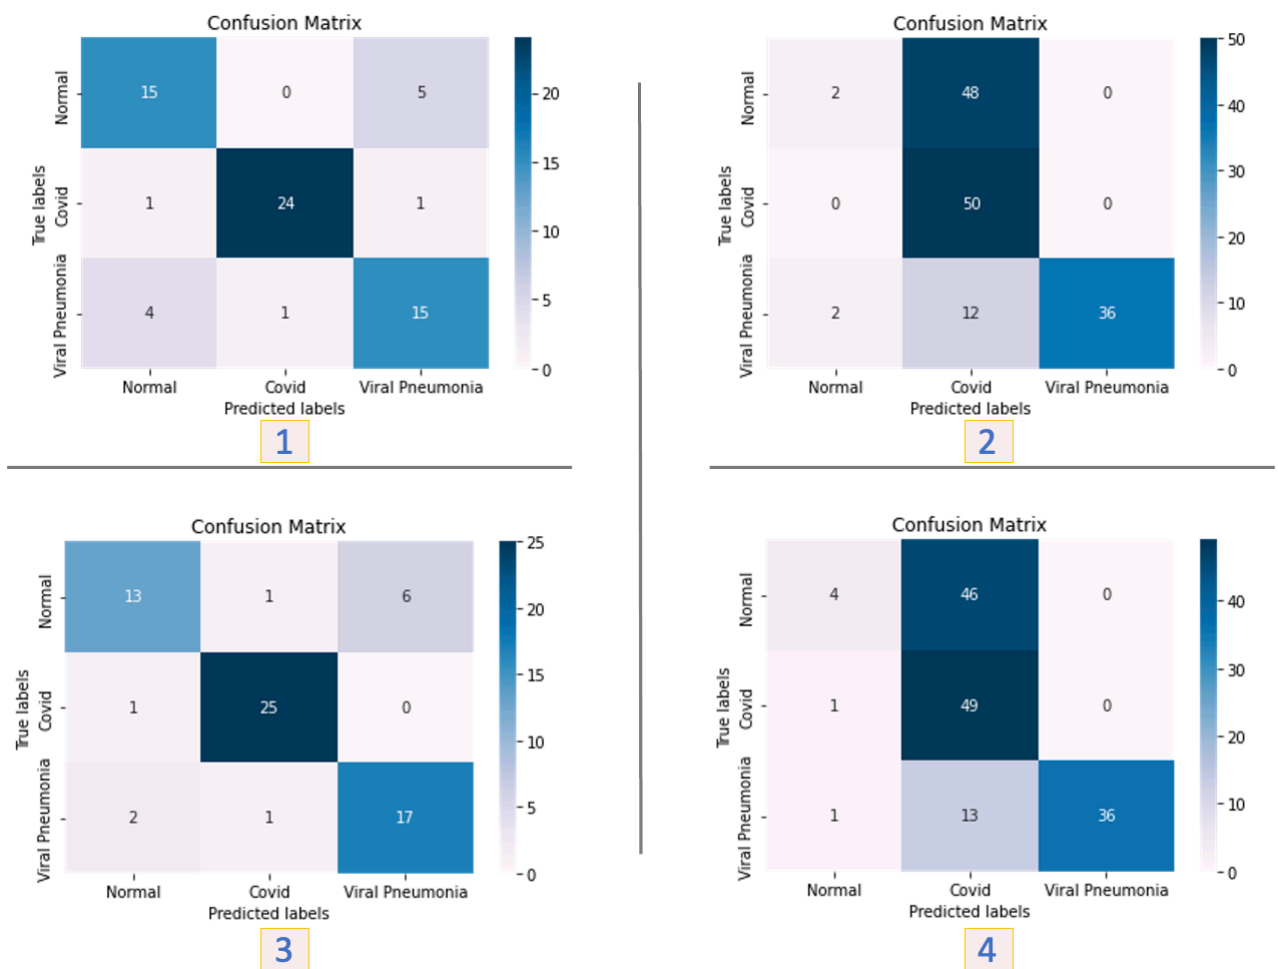 Confusion Matrix
Normal 15 0 5
20
15
True labels
Covid 1 24 1
10
Viral Pneumonia 4 1 15
5
0
Normal Covid Viral Pneumonia
Predicted labels
1
Confusion Matrix
50
Normal 2 48 0
40
30
True labels
Covid 0 50 0
20
Viral Pneumonia 2 12 36
10
0
Normal Covid Viral Pneumonia
Predicted labels
2
Confusion Matrix
25
Normal 13 1 6
20
15
True labels
Covid 1 25 0
10
Viral Pneumonia 2 1 17
5
0
Normal Covid Viral Pneumonia
Predicted labels
3
Confusion Matrix
Normal 4 46 0
40
30
True labels
Covid 1 49 0
20
Viral Pneumonia 1 13 36
10
0
Normal Covid Viral Pneumonia
Predicted labels
4